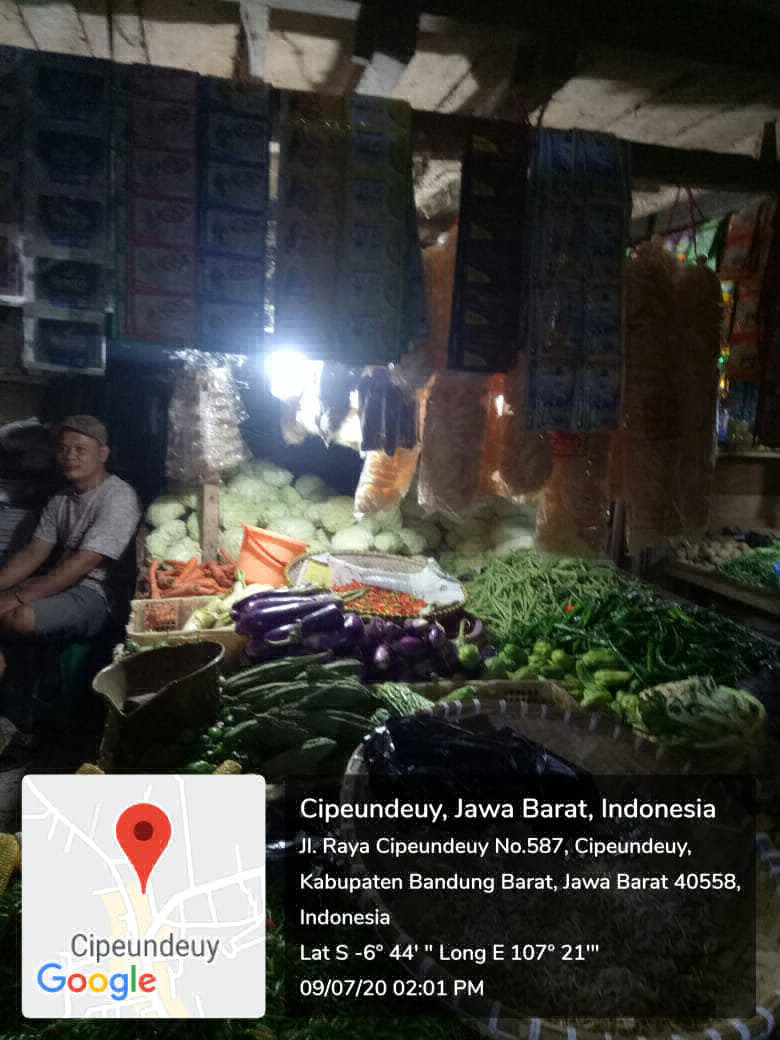 Cipeundeuy
Google
Cipeundeuy, Jawa Barat, Indonesia
Jl. Raya Cipeundeuy No.587, Cipeundeuy,
Kabupaten Bandung Barat, Jawa Barat 40558,
Indonesia
Lat S -6° 44' " Long E 107° 21'"
09/07/20 02:01 PM